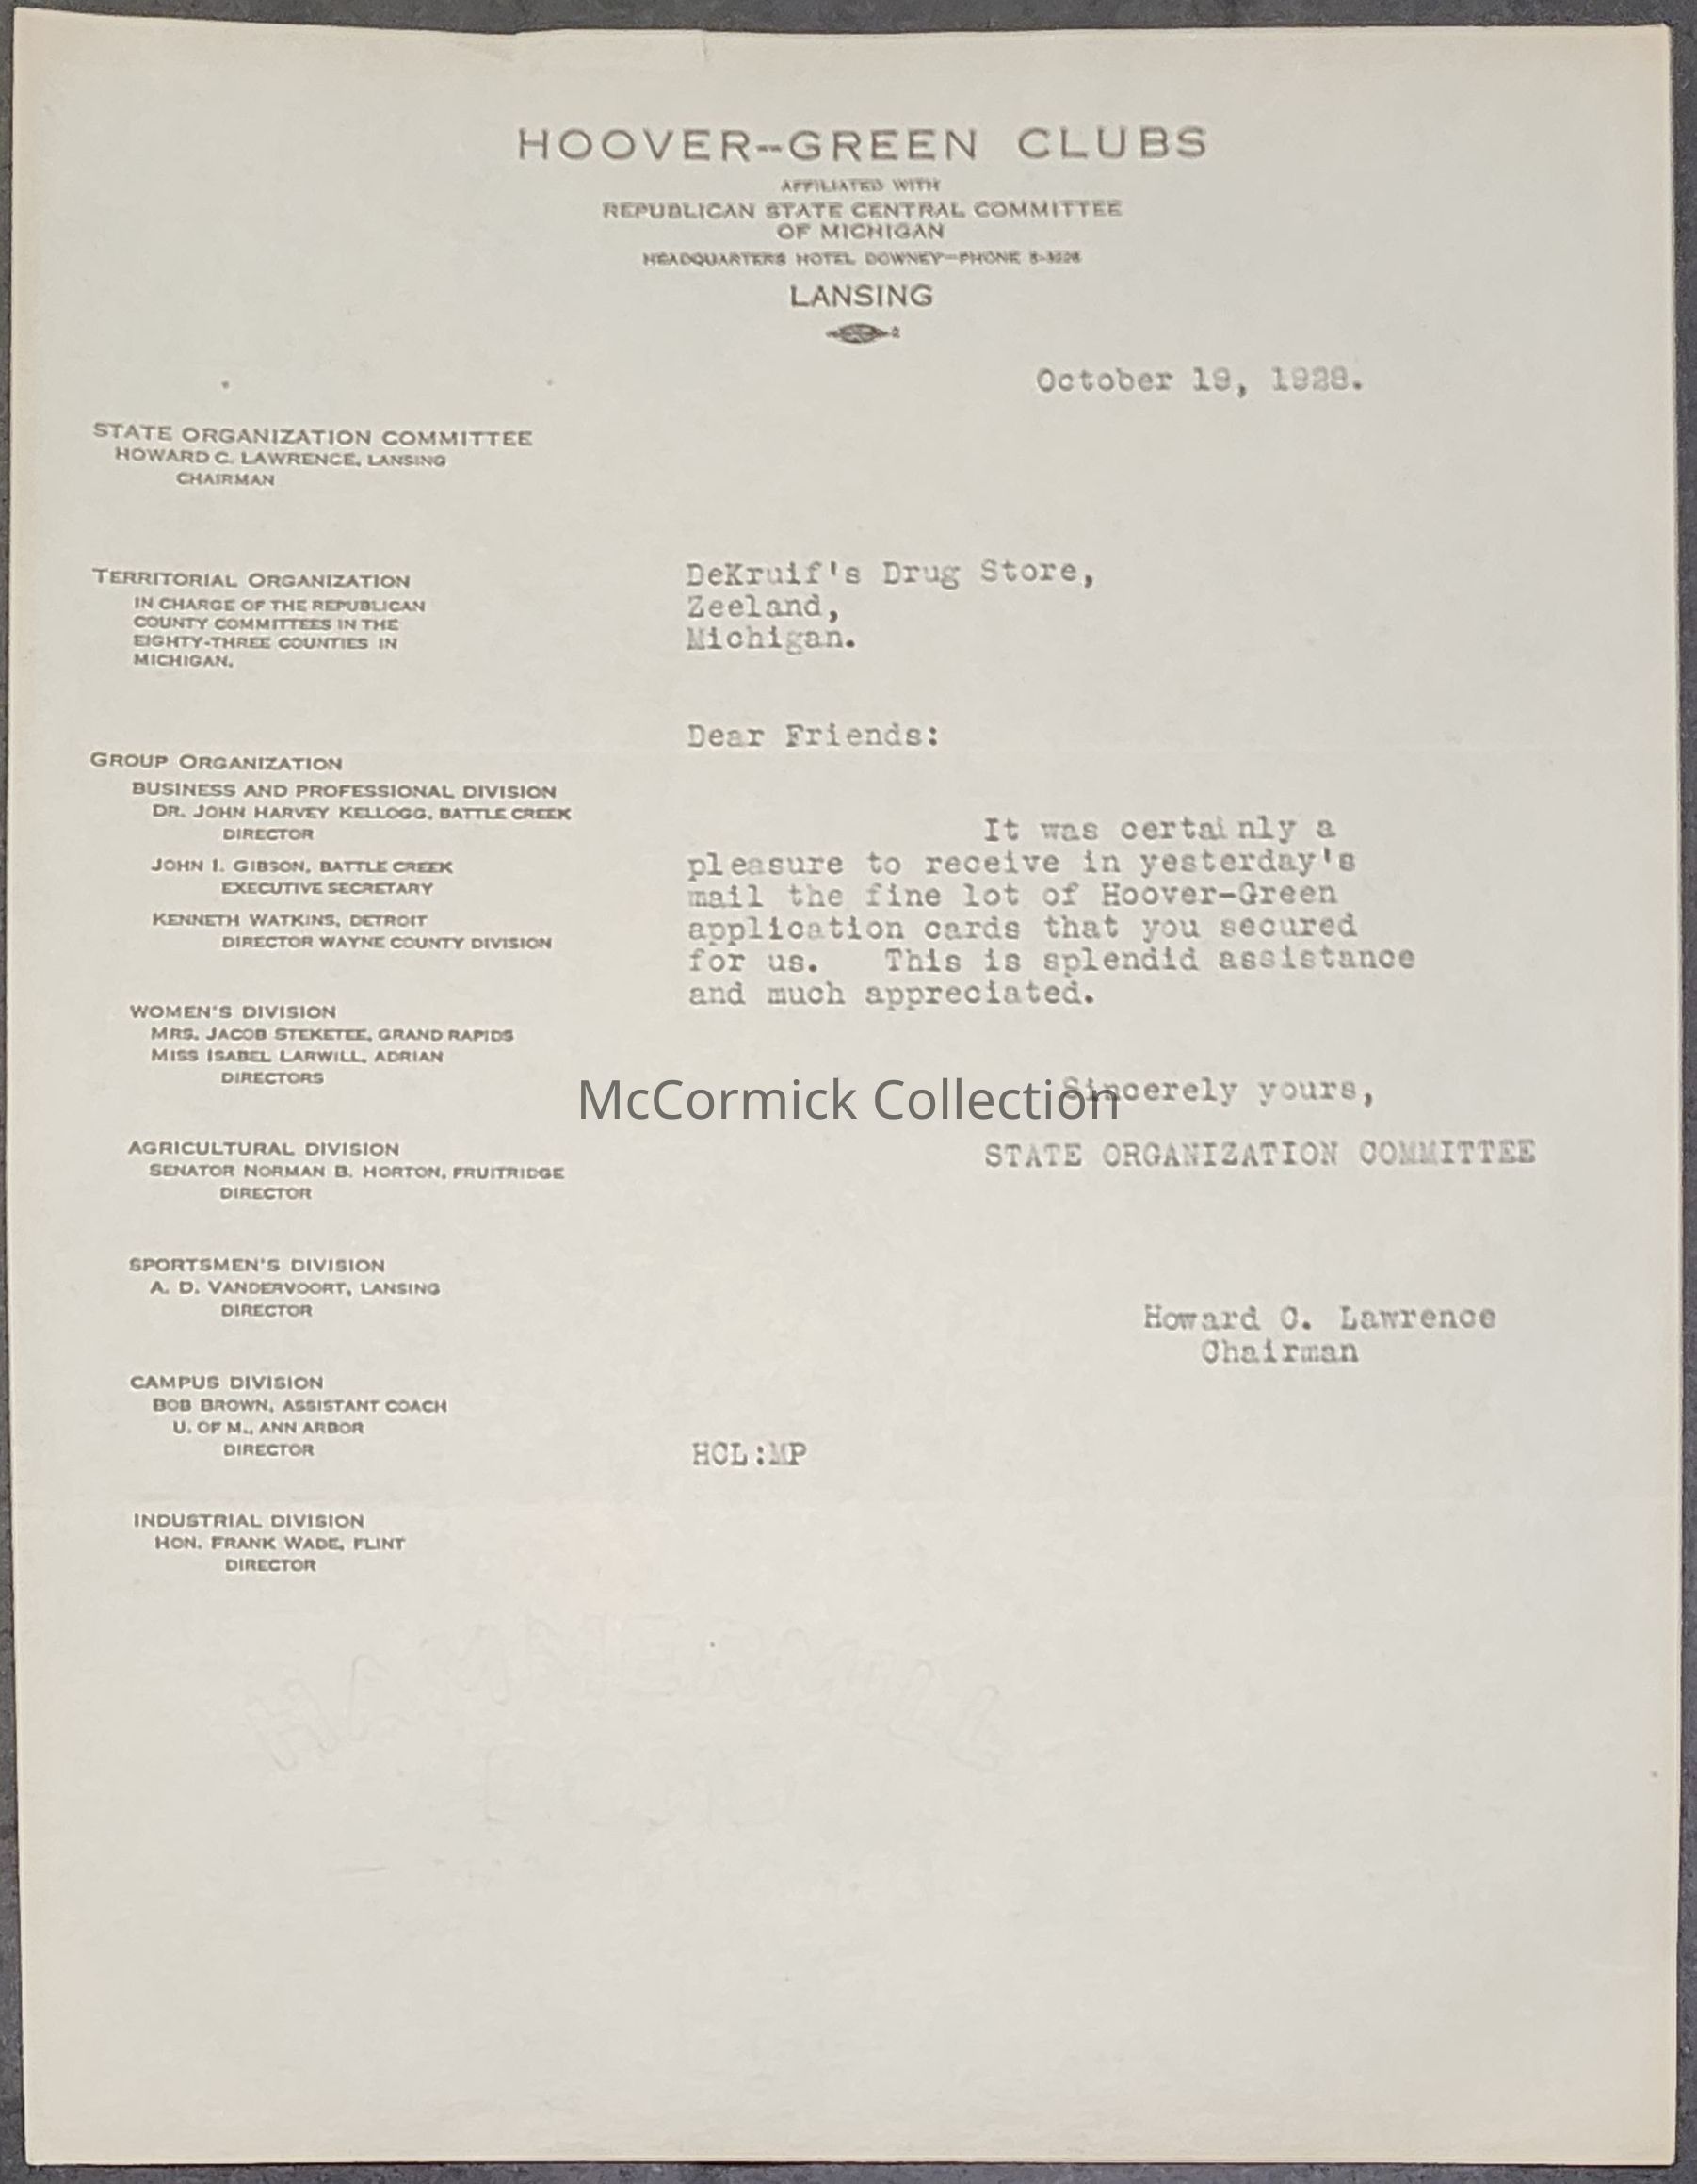 HOOVER--GREEN CLUBS
AFFILIATED WITH
REPUBLICAN STATE CENTRAL COMMITTEE
OF MICHIGAN
HEADQUARTERS HOTEL DOWNEY—PHONE
LANSING
October 19, 1928.
STATE ORGANIZATION COMMITTEE
HOWARD C. LAWRENCE, LANSING
CHAIRMAN
TERRITORIAL ORGANIZATION
IN CHARGE OF THE REPUBLICAN
COUNTY COMMITTEES IN THE
EIGHTY-THREE COUNTIES IN
MICHIGAN.
GROUP ORGANIZATION
BUSINESS AND PROFESSIONAL DIVISION
DR. JOHN HARVEY KELLOGG, BATTLE CREEK
DIRECTOR
JOHN I. GIBSON, BATTLE CREEK
EXECUTIVE SECRETARY
KENNETH WATKINS, DETROIT
DIRECTOR WAYNE COUNTY DIVISION
WOMEN'S DIVISION
MRS. JACOB STEKETEE, GRAND RAPIDS
MISS ISABEL LARWILL, ADRIAN
DIRECTORS
AGRICULTURAL DIVISION
SENATOR NORMAN B. HORTON, FRUITRIDGE
DIRECTOR
SPORTSMEN'S DIVISION
A. D. VANDERVOORT, LANSING
DIRECTOR
CAMPUS DIVISION
BOB BROWN, ASSISTANT COACH
U. OF M., ANN ARBOR
DIRECTOR
INDUSTRIAL DIVISION
HON. FRANK WADE, FLINT
DIRECTOR
DeKruif's Drug Store,
Zeeland,
Michigan.
Dear Friends:
It was certainly a
pleasure to receive in yesterday's
mail the fine lot of Hoover-Green
application cards that you secured
for us. This is splendid assistance
and much appreciated.
Sincerely yours,
McCormick Collection
STATE ORGANIZATION COMMITTEE
Howard C. Lawrence
Chairman
HCL:MP